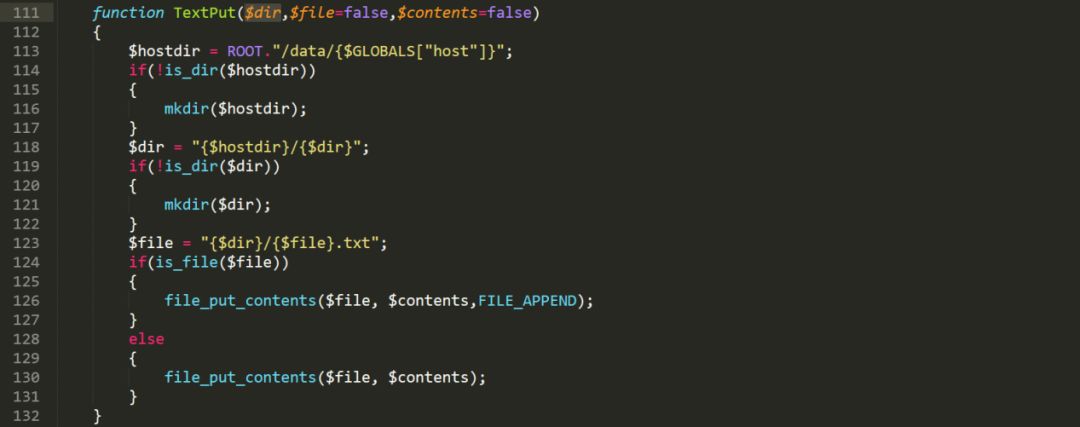 111 function TextPut($dir,$file=false,$contents=false)
112 {
113 $hostdir = ROOT."/data/{$GLOBALS["host"]}";
114 if(!is_dir($hostdir))
115 {
116 mkdir($hostdir);
117 }
118 $dir = "{$hostdir}/{$dir}";
119 if(!is_dir($dir))
120 {
121 mkdir($dir);
122 }
123 $file = "{$dir}/{$file}.txt";
124 if(is_file($file))
125 {
126 file_put_contents($file, $contents,FILE_APPEND);
127 }
128 else
129 {
130 file_put_contents($file, $contents);
131 }
132 }